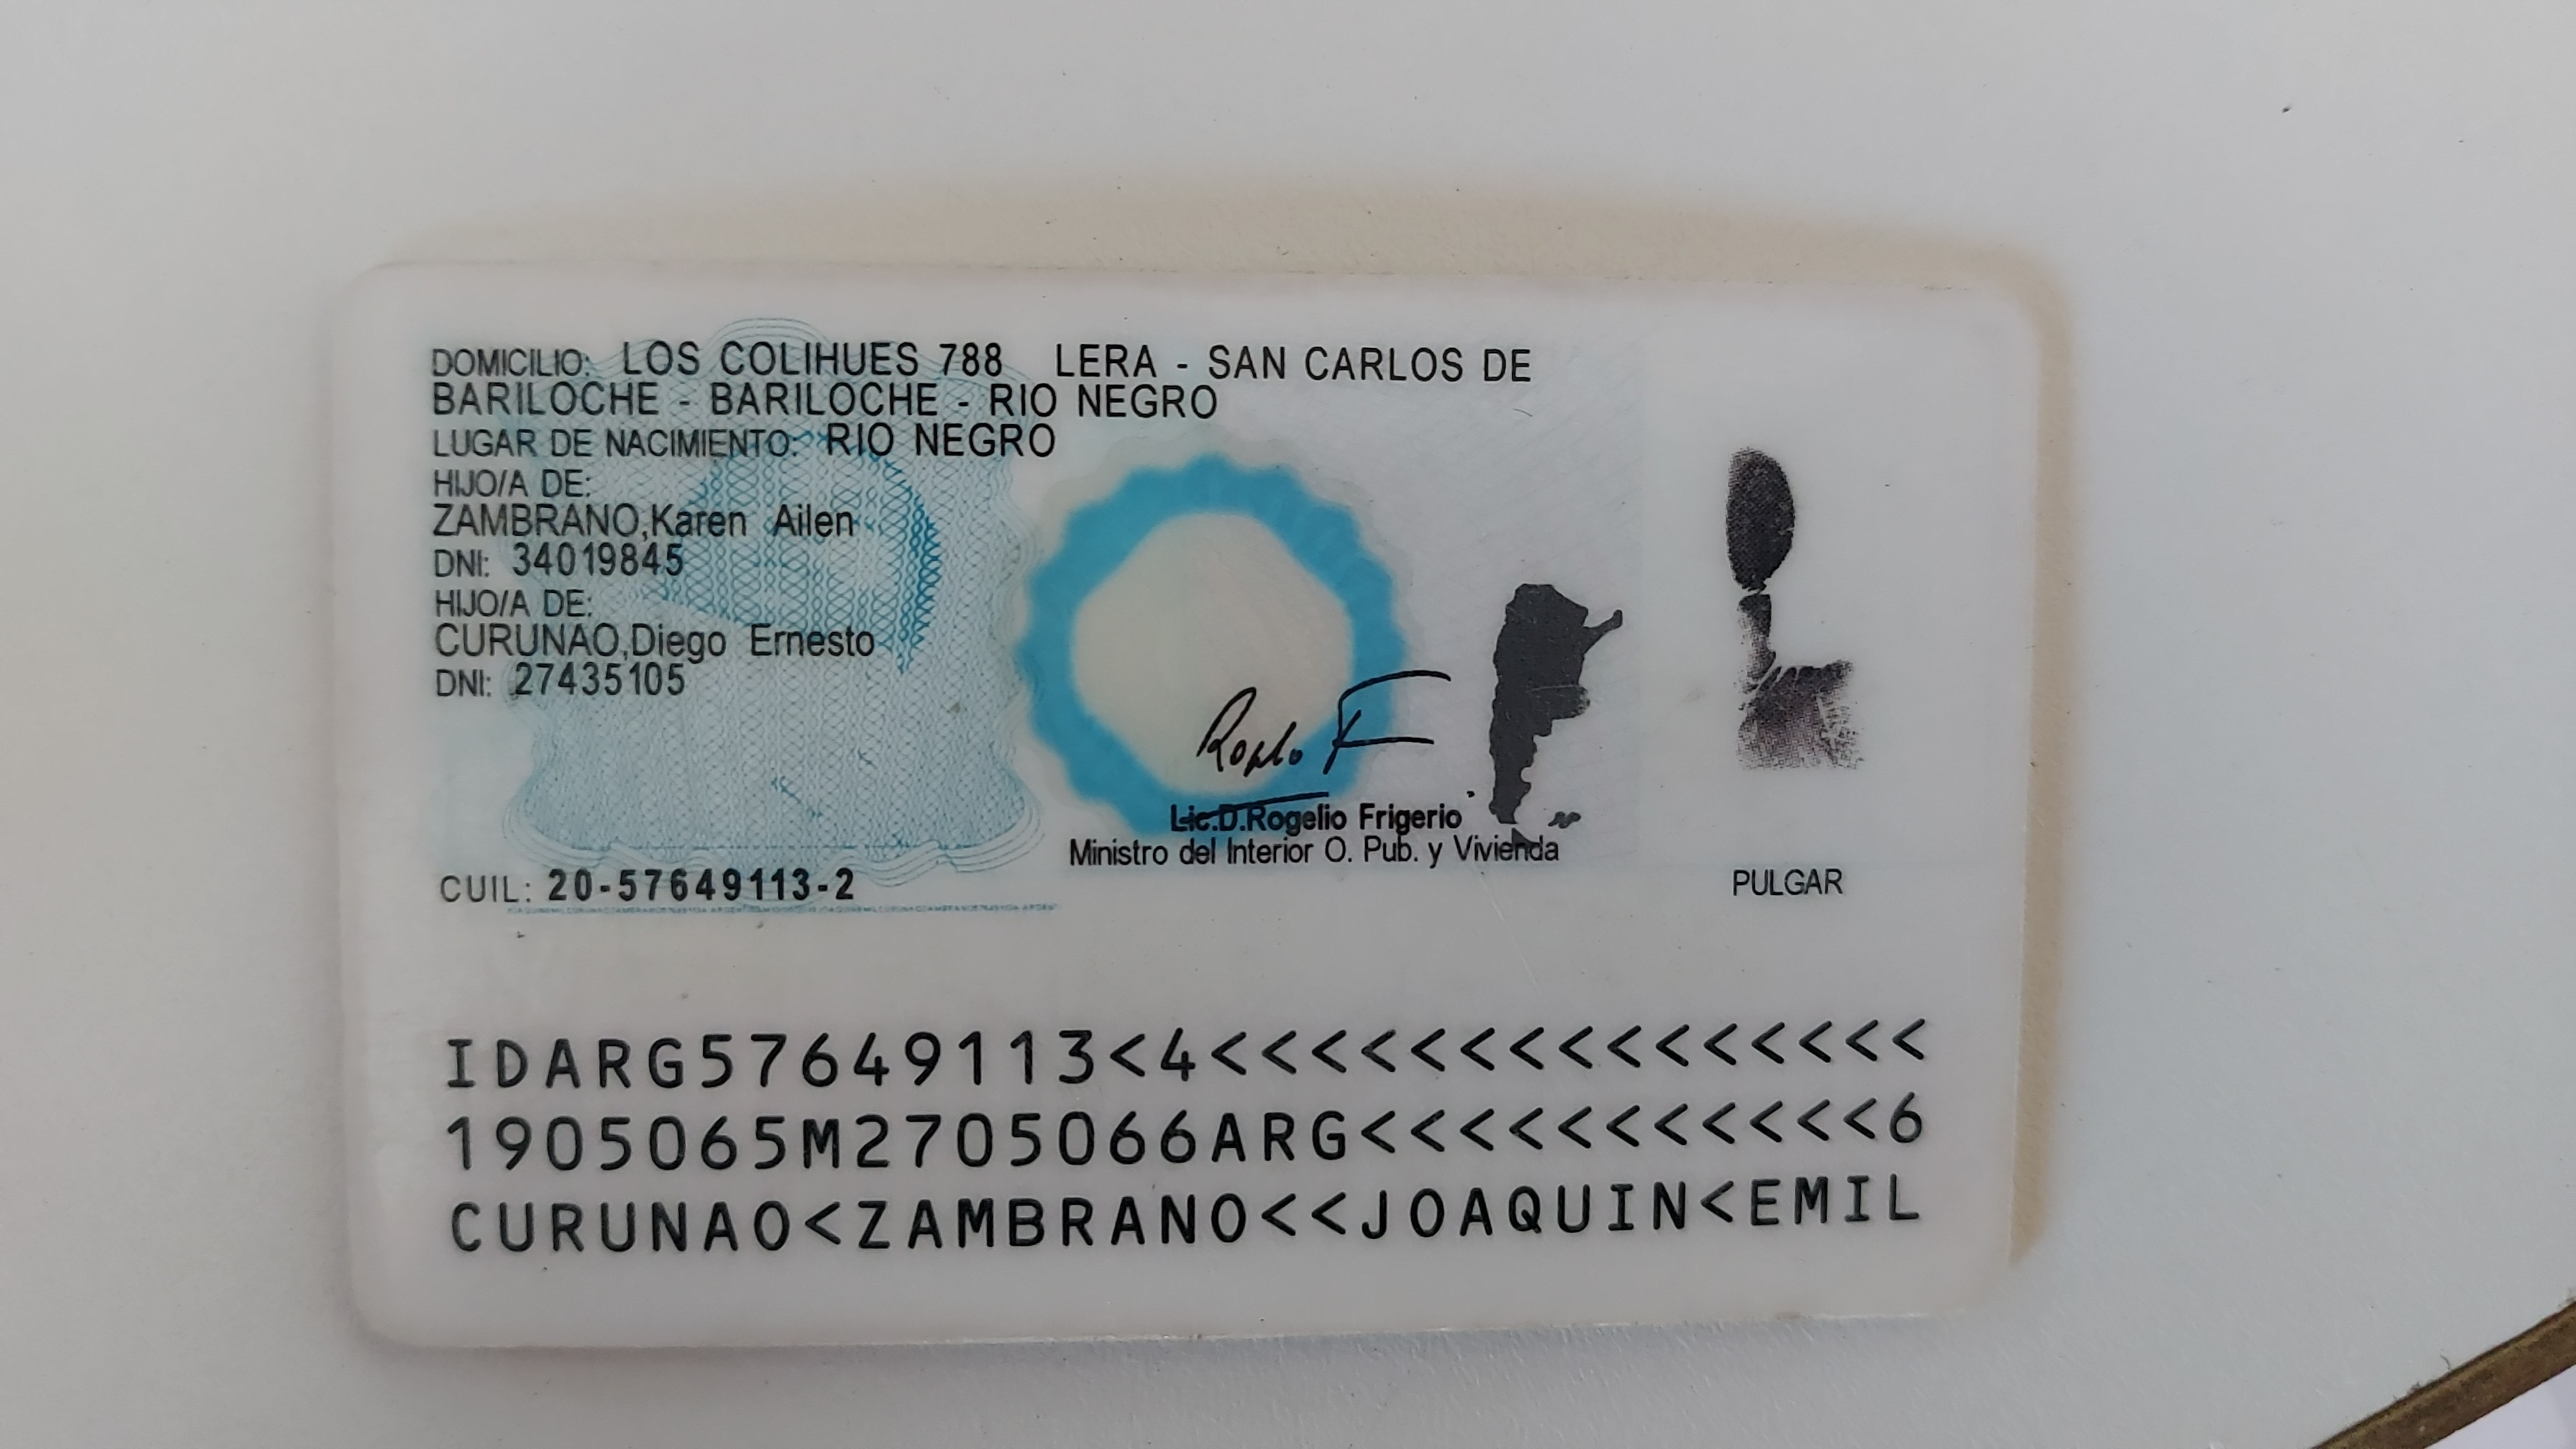 DOMICILIO: LOS COLIHUES 788 LERA - SAN CARLOS DE
BARILOCHE - BARILOCHE - RIO NEGRO
LUGAR DE NACIMIENTO: RIO NEGRO
HIJO/A DE:
ZAMBRANO,Karen Ailen
DNI: 34019845
HIJO/A DE:
CURUNAO,Diego Ernesto
DNI: 27435105
Lic.D.Rogelio Frigerio
Ministro del Interior O. Pub. y Vivienda
CUIL: 20-57649113-2
PULGAR
IDARG57649113<4<<<<<<<<<<<<<<<
1905065M2705066ARG<<<<<<<<<<<6
CURUNAO<ZAMBRANO<<JOAQUIN<EMIL